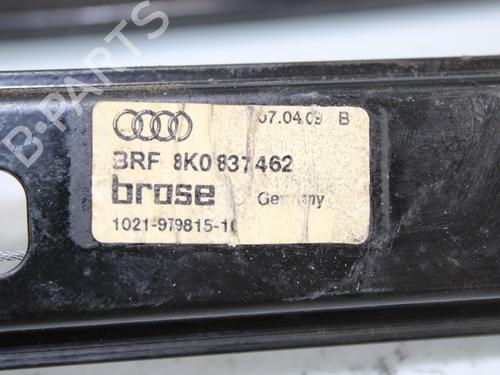 B-PARTS
07.04.09 B
BRF 8K0 837 462
brose Germany
1021-979815-10